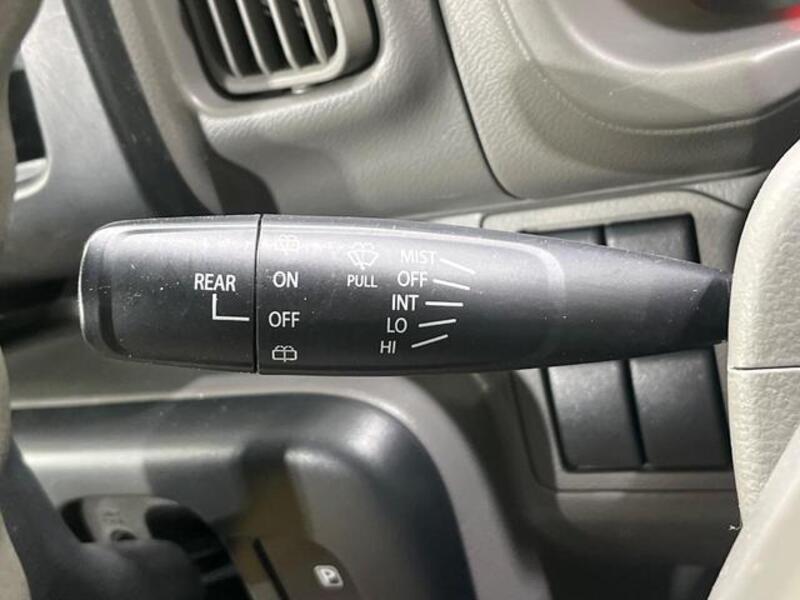 REAR
ON
OFF
PULL
MIST
OFF
INT
LO
HI
P